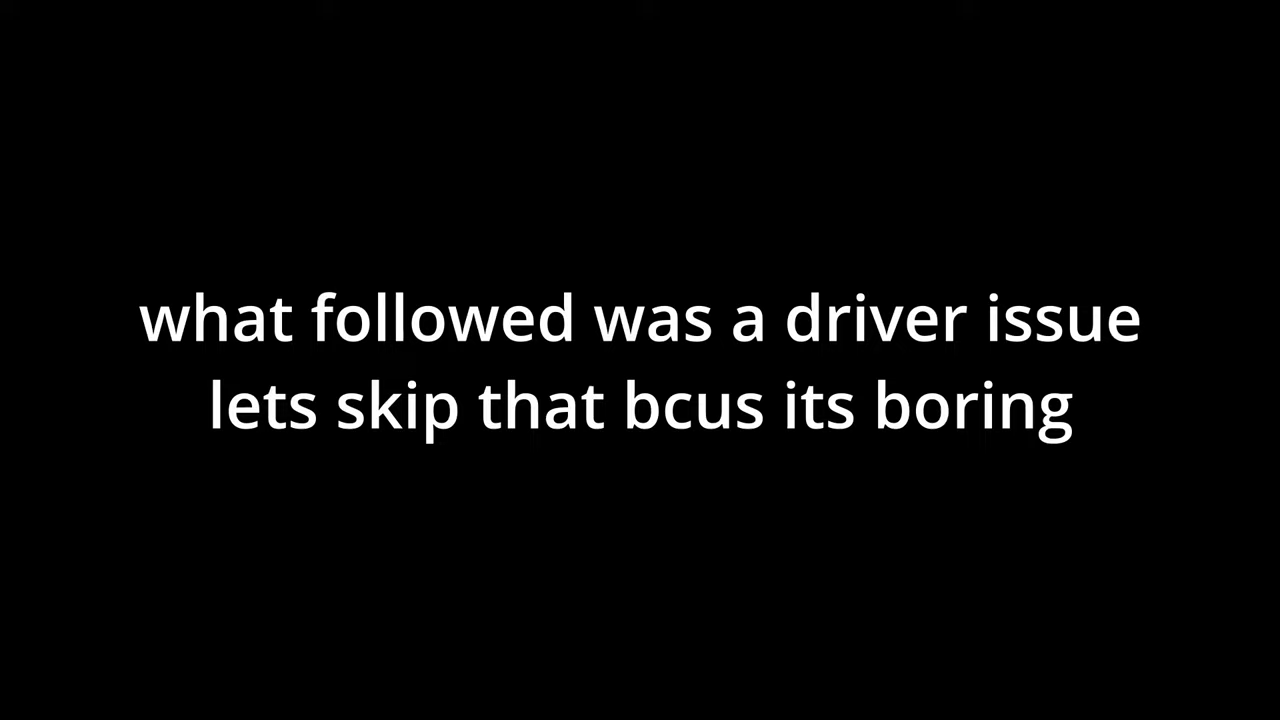 what followed was a driver issue
lets skip that bcus its boring